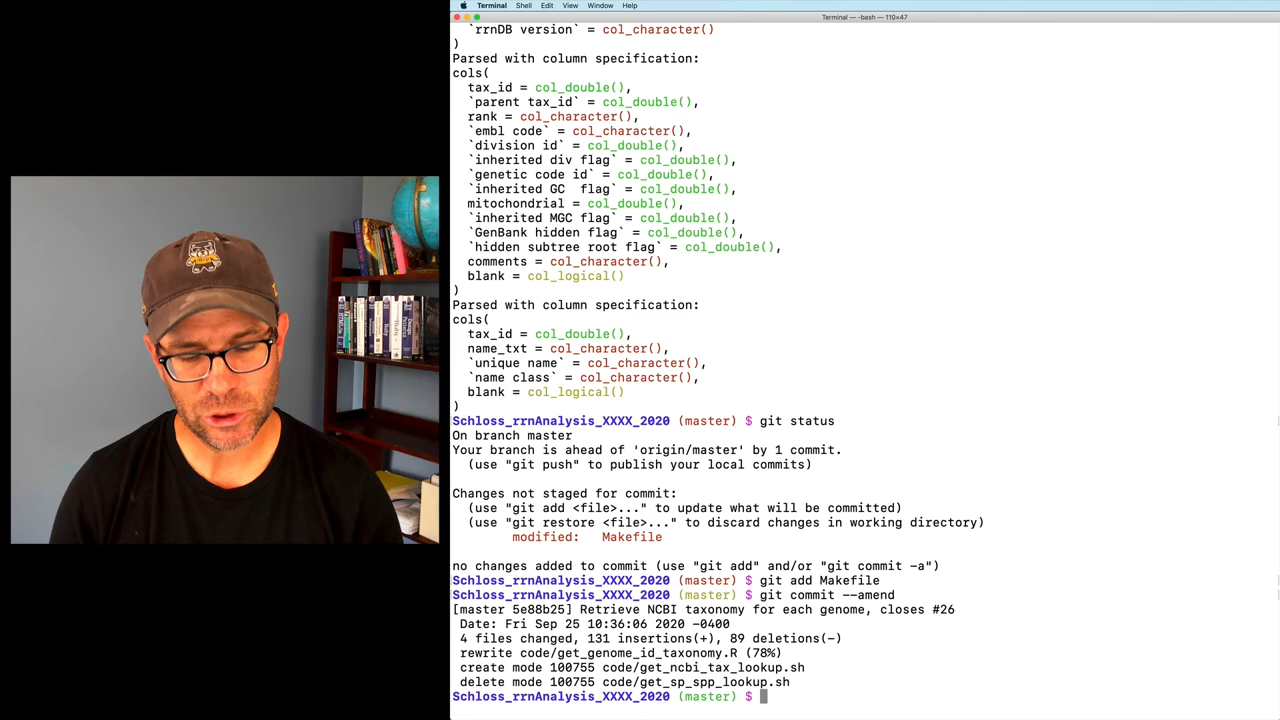 Terminal Shell Edit View Window Help
Terminal — -bash — 110×47
`rrnDB version` = col_character()
)
Parsed with column specification:
cols(
  tax_id = col_double(),
  `parent tax_id` = col_double(),
  rank = col_character(),
  `embl code` = col_character(),
  `division id` = col_double(),
  `inherited div flag` = col_double(),
  `genetic code id` = col_double(),
  `inherited GC  flag` = col_double(),
  mitochondrial = col_double(),
  `inherited MGC flag` = col_double(),
  `GenBank hidden flag` = col_double(),
  `hidden subtree root flag` = col_double(),
  comments = col_character(),
  blank = col_logical()
)
Parsed with column specification:
cols(
  tax_id = col_double(),
  name_txt = col_character(),
  `unique name` = col_character(),
  `name class` = col_character(),
  blank = col_logical()
)
Schloss_rrnAnalysis_XXXX_2020 (master) $ git status
On branch master
Your branch is ahead of 'origin/master' by 1 commit.
  (use "git push" to publish your local commits)
Changes not staged for commit:
  (use "git add <file>..." to update what will be committed)
  (use "git restore <file>..." to discard changes in working directory)
        modified:   Makefile
no changes added to commit (use "git add" and/or "git commit -a")
Schloss_rrnAnalysis_XXXX_2020 (master) $ git add Makefile
Schloss_rrnAnalysis_XXXX_2020 (master) $ git commit --amend
[master 5e88b25] Retrieve NCBI taxonomy for each genome, closes #26
 Date: Fri Sep 25 10:36:06 2020 -0400
 4 files changed, 131 insertions(+), 89 deletions(-)
 rewrite code/get_genome_id_taxonomy.R (78%)
 create mode 100755 code/get_ncbi_tax_lookup.sh
 delete mode 100755 code/get_sp_spp_lookup.sh
Schloss_rrnAnalysis_XXXX_2020 (master) $